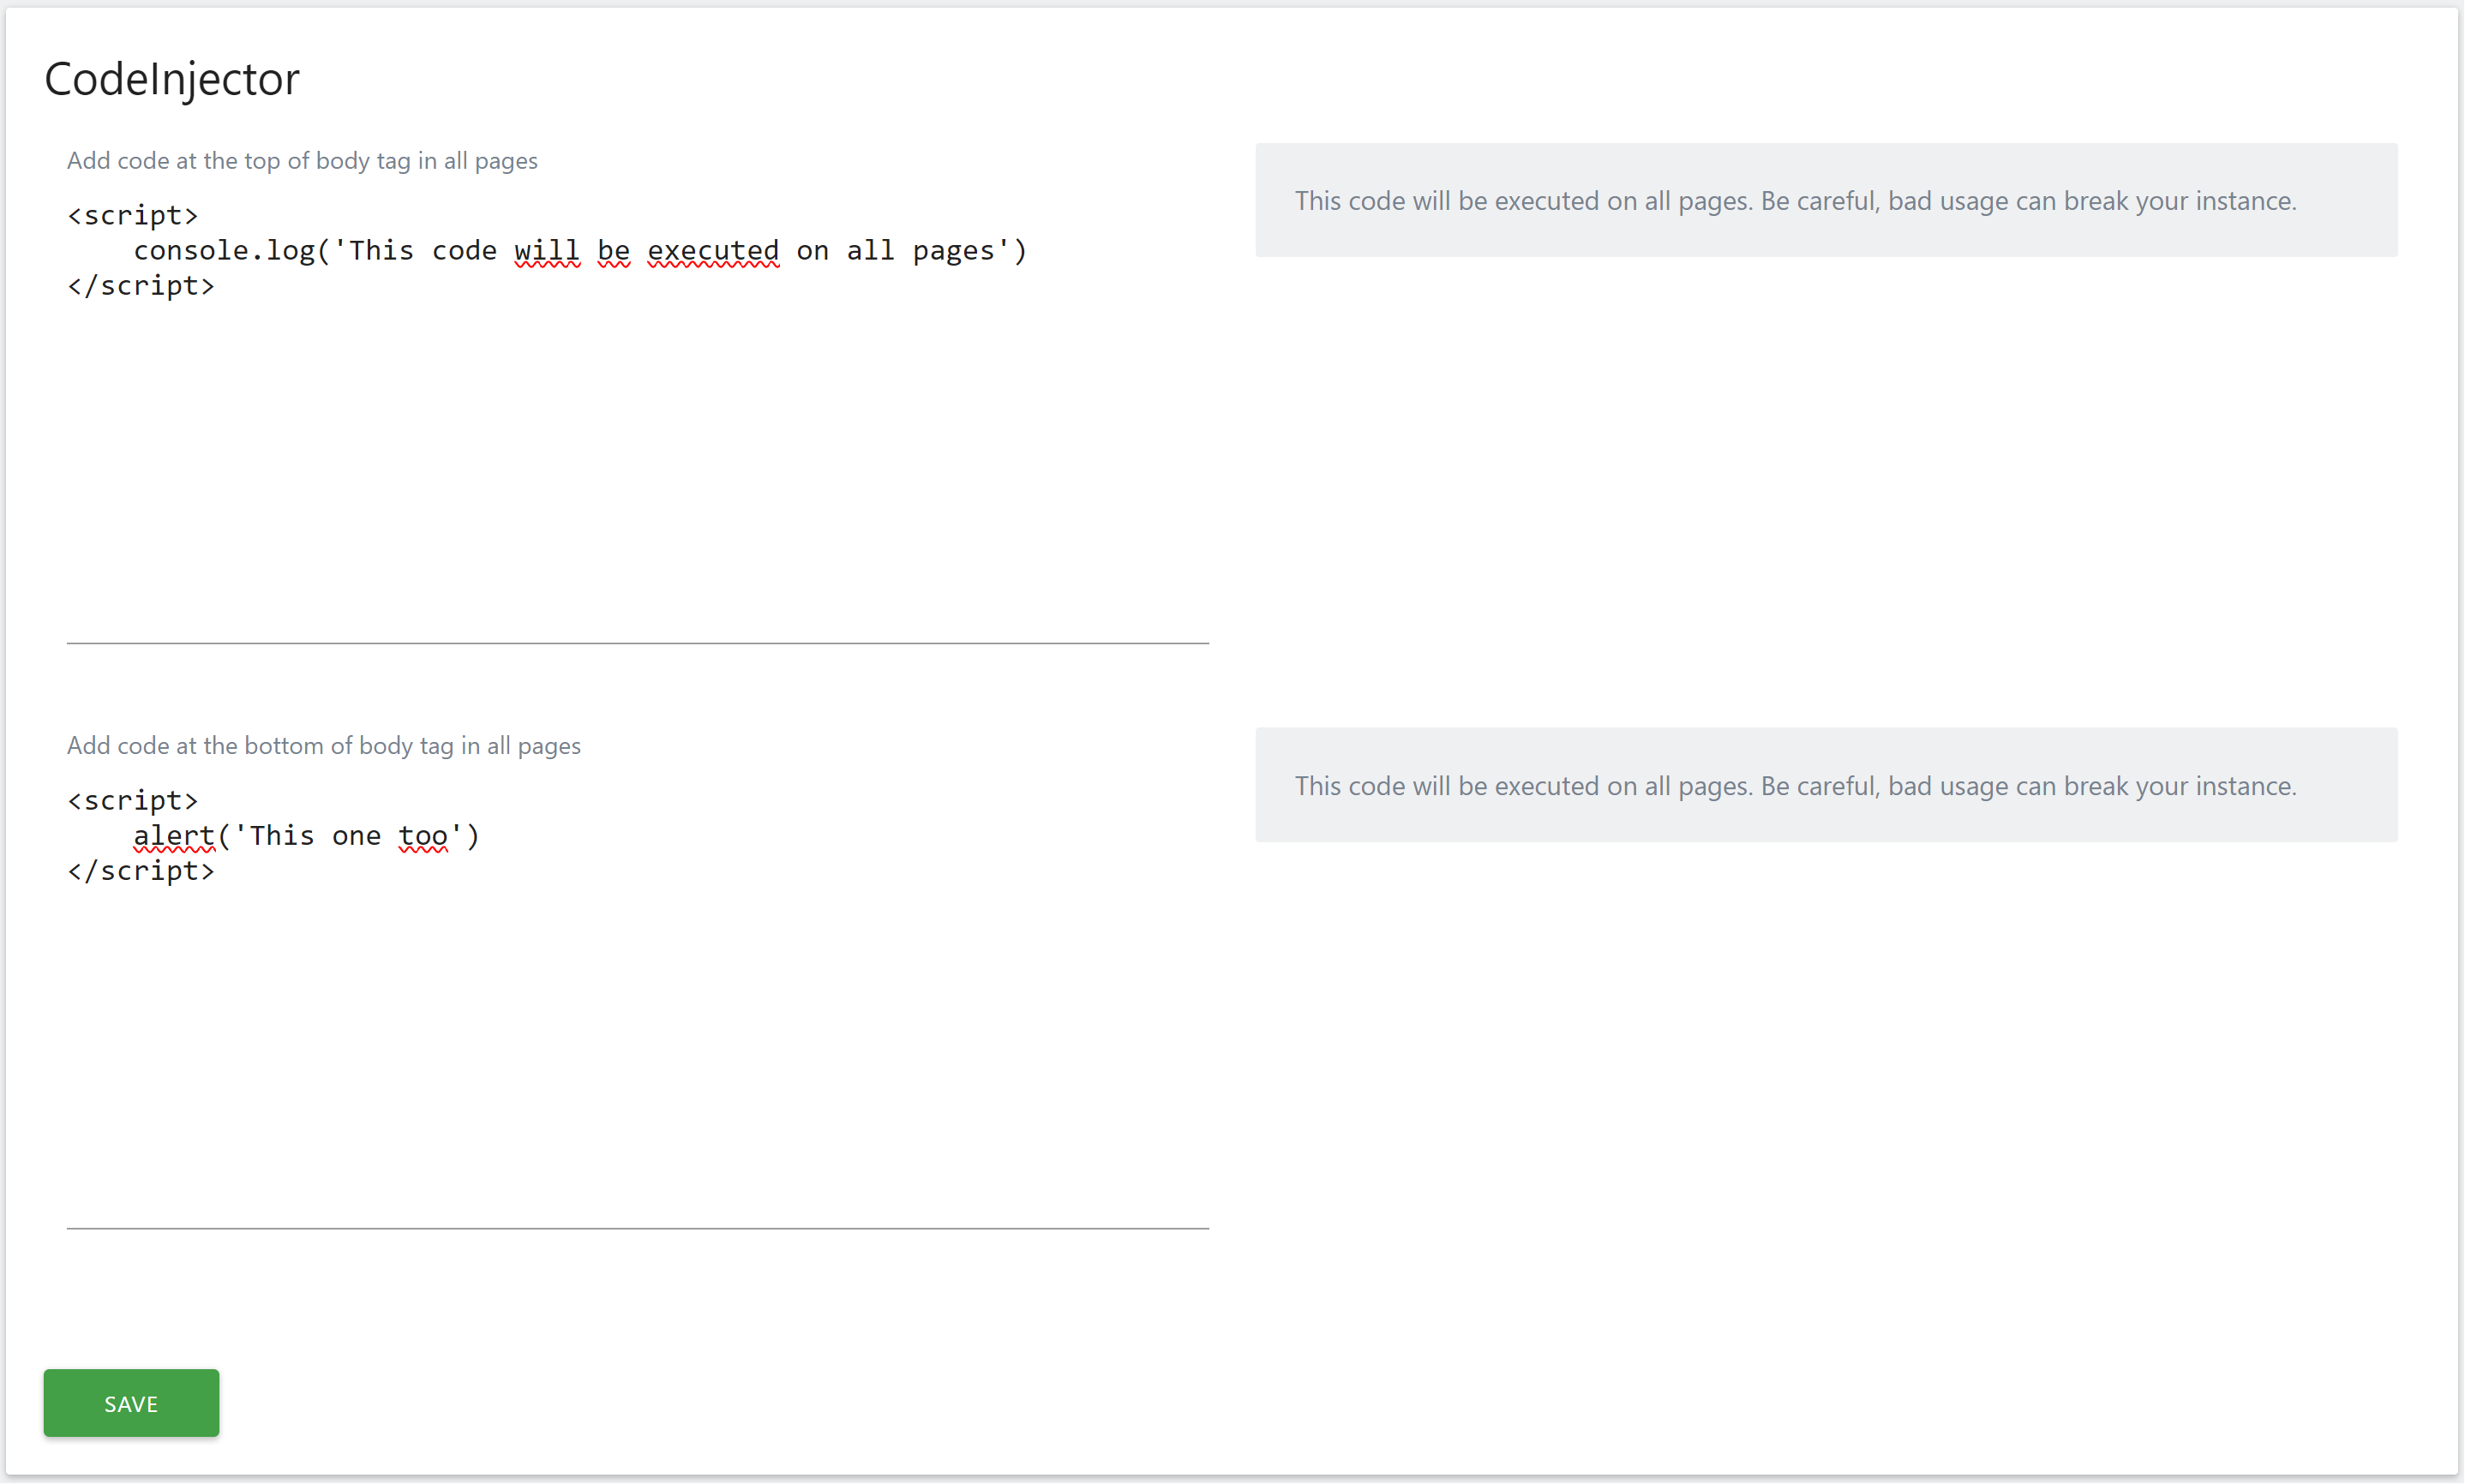 CodeInjector
Add code at the top of body tag in all pages
<script>
    console.log('This code will be executed on all pages')
</script>
This code will be executed on all pages. Be careful, bad usage can break your instance.
Add code at the bottom of body tag in all pages
<script>
    alert('This one too')
</script>
This code will be executed on all pages. Be careful, bad usage can break your instance.
SAVE